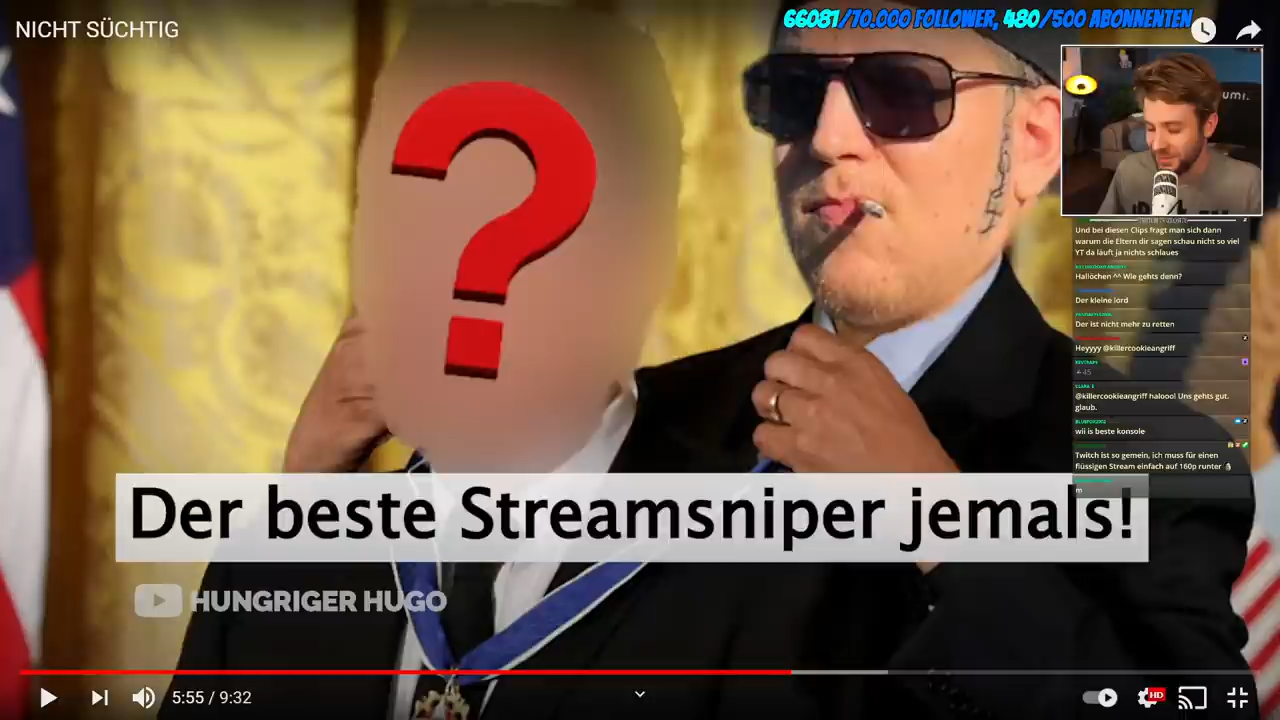 NICHT SÜCHTIG
66081/70.000 FOLLOWER, 480/500 ABONNENTEN
Und bei diesen Clips fragt man sich dann
warum die Eltern dir sagen schau nicht so viel
YT da läuft ja nichts schlaues
Hallöchen ^^ Wie gehts denn?
Der kleine lord
Der ist nicht mehr zu retten
Heyyyy @killercookieangriff
@killercookieangriff halooo! Uns gehts gut.
glaub.
wii is beste konsole
Twitch ist so gemein, ich muss für einen
flüssigen Stream einfach auf 160p runter
m
Der beste Streamsniper jemals!
HUNGRIGER HUGO
5:55 / 9:32
HD